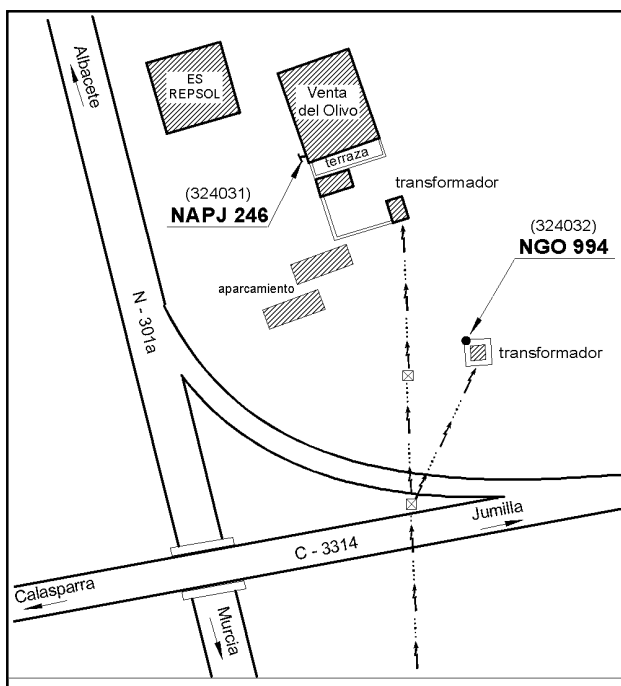 Albacete
ES
REPSOL
Venta
del Olivo
terraza
(324031)
NAPJ 246
transformador
(324032)
NGO 994
aparcamiento
N - 301a
transformador
Jumilla
C - 3314
Calasparra
Murcia